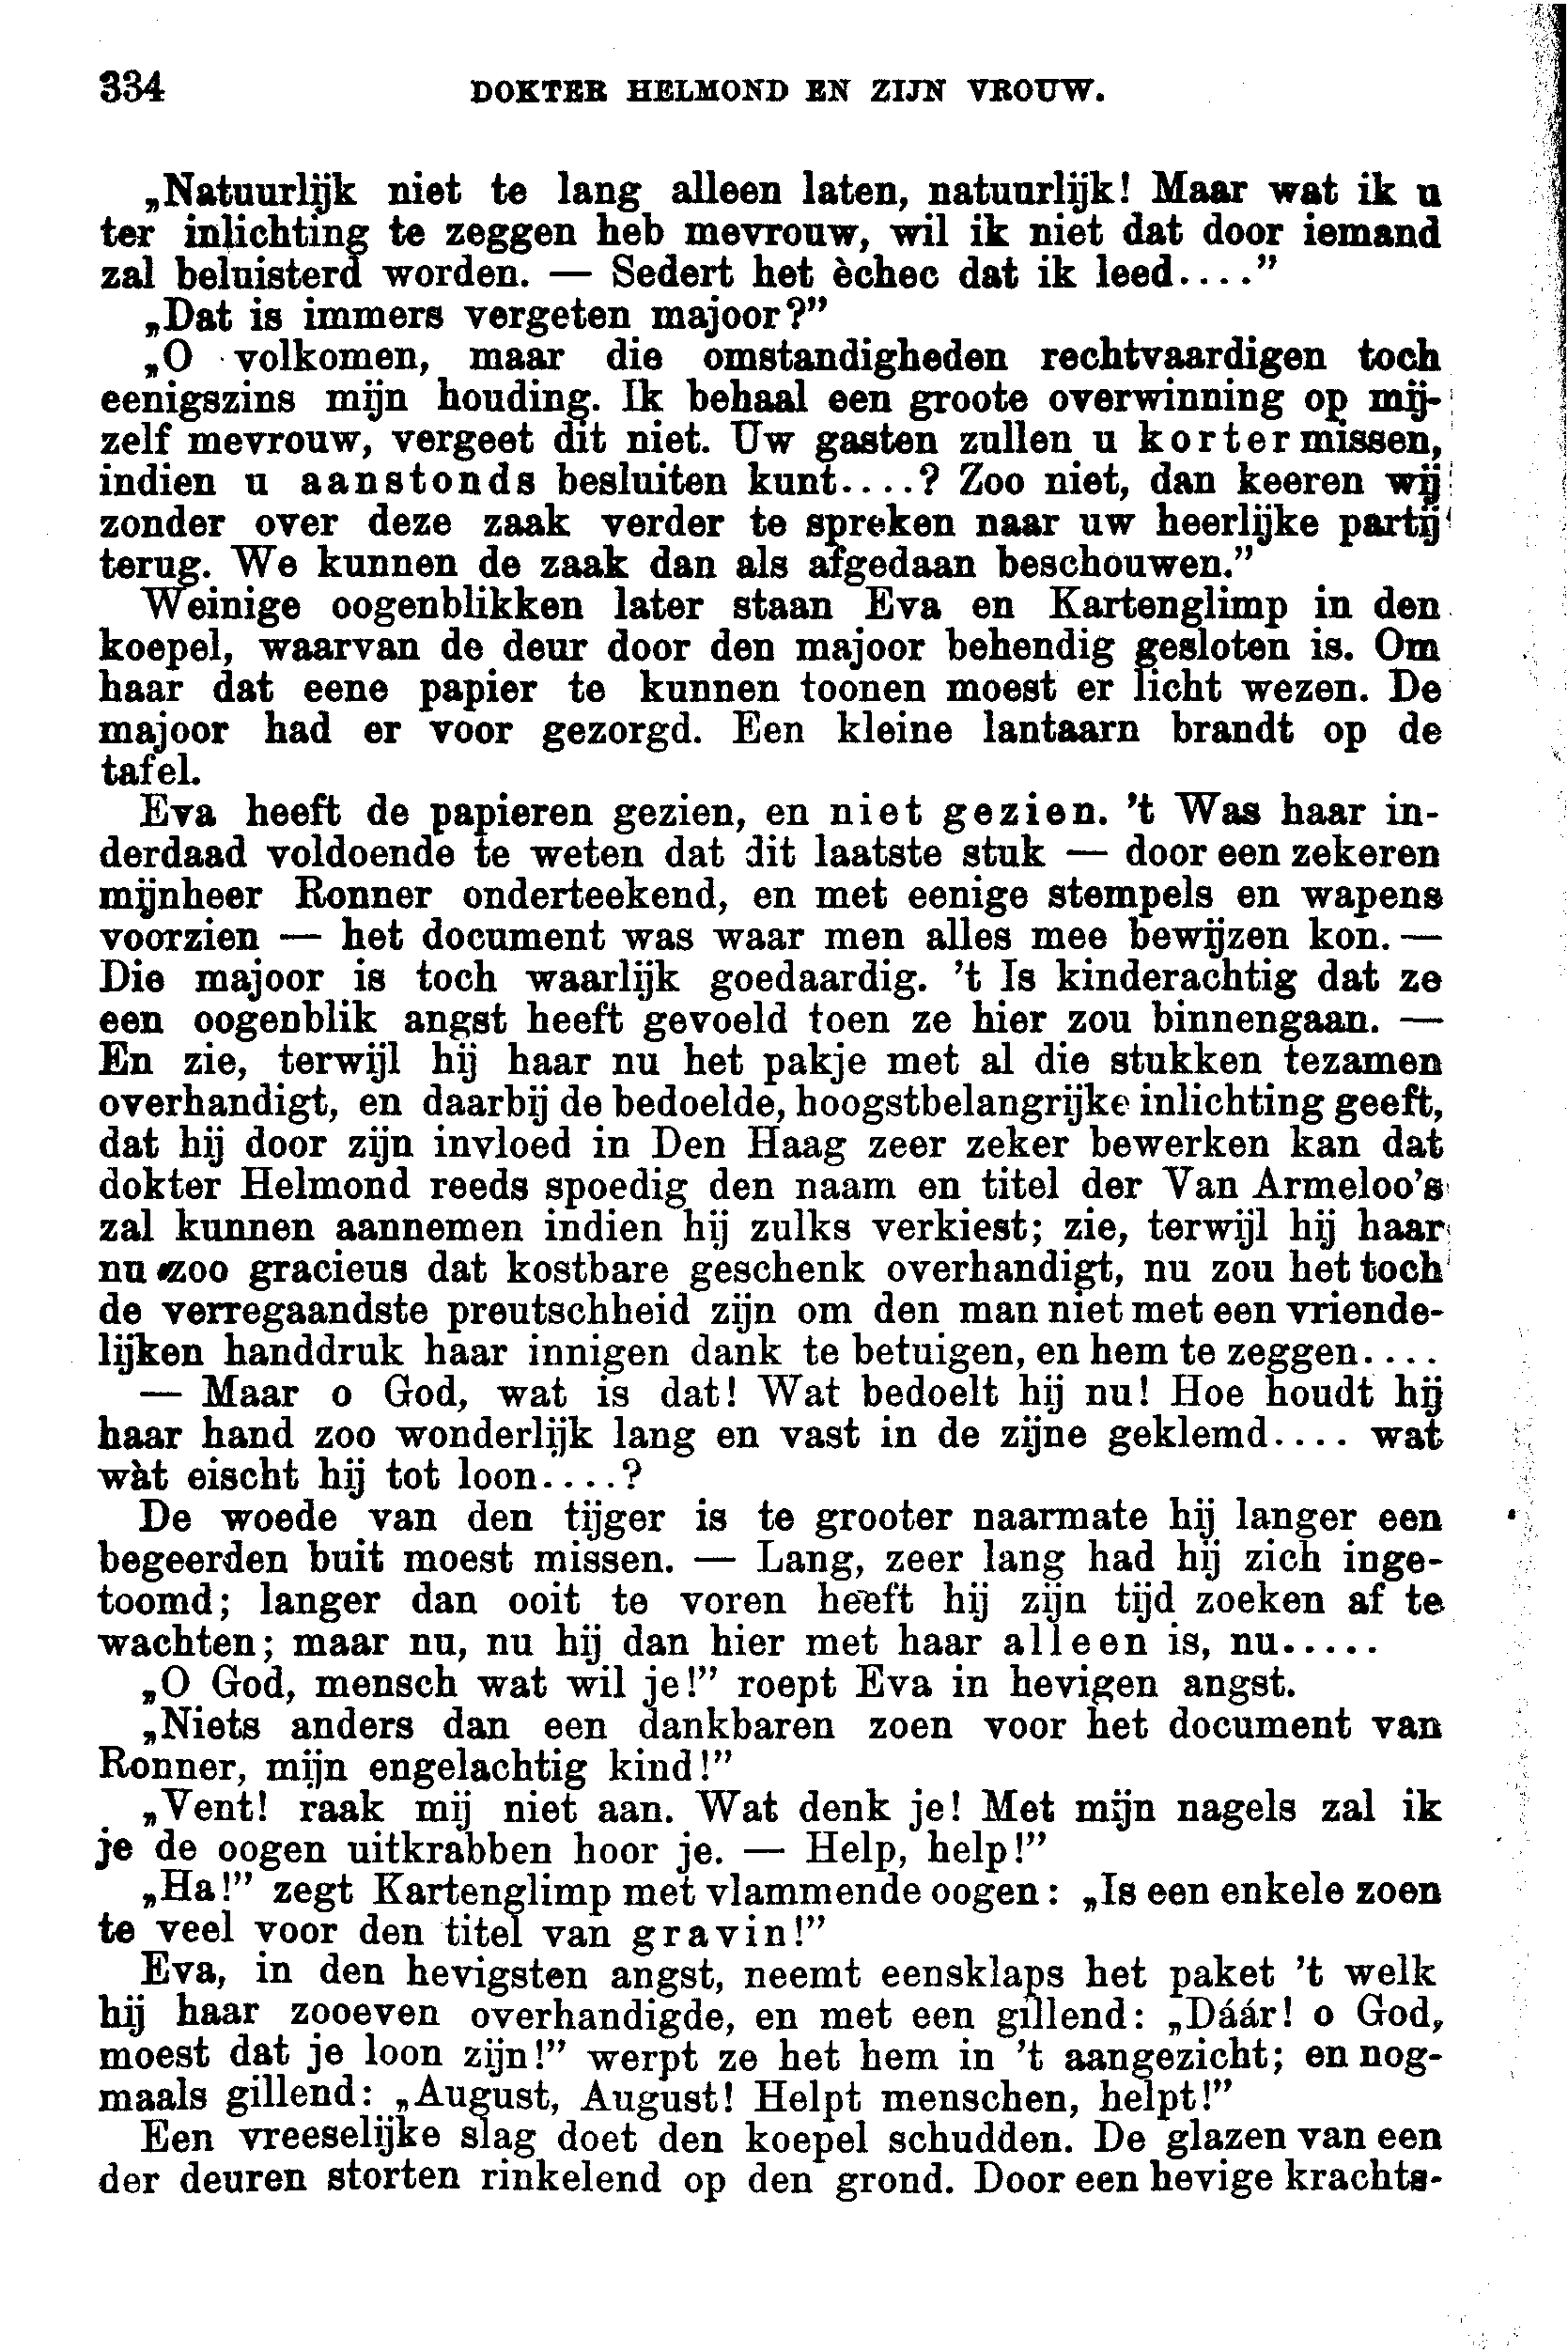 334 DOKTER HELMOND EN ZIJN VROUW.
„Natuurlijk niet te lang alleen laten, natuurlijk! Maar wat ik u
ter inlichting te zeggen heb mevrouw, wil ik niet dat door iemand
zal beluisterd worden. — Sedert het èchec dat ik leed....”
„Dat is immers vergeten majoor?”
„O volkomen, maar die omstandigheden rechtvaardigen toch
eenigszins mijn houding. Ik behaal een groote overwinning op mij-
zelf mevrouw, vergeet dit niet. Uw gasten zullen u korter missen,
indien u aanstonds besluiten kunt....? Zoo niet, dan keeren wij
zonder over deze zaak verder te spreken naar uw heerlijke partij
terug. We kunnen de zaak dan als afgedaan beschouwen.”
Weinige oogenblikken later staan Eva en Kartenglimp in den
koepel, waarvan de deur door den majoor behendig gesloten is. Om
haar dat eene papier te kunnen toonen moest er licht wezen. De
majoor had er voor gezorgd. Een kleine lantaarn brandt op de
tafel.
Eva heeft de papieren gezien, en niet gezien. 't Was haar in-
derdaad voldoende te weten dat dit laatste stuk — door een zekeren
mijnheer Ronner onderteekend, en met eenige stempels en wapens
voorzien — het document was waar men alles mee bewijzen kon. —
Die majoor is toch waarlijk goedaardig. 't Is kinderachtig dat ze
een oogenblik angst heeft gevoeld toen ze hier zou binnengaan. —
En zie, terwijl hij haar nu het pakje met al die stukken tezamen
overhandigt, en daarbij de bedoelde, hoogstbelangrijke inlichting geeft,
dat hij door zijn invloed in Den Haag zeer zeker bewerken kan dat
dokter Helmond reeds spoedig den naam en titel der Van Armeloo's
zal kunnen aannemen indien hij zulks verkiest; zie, terwijl hij haar
nu zoo gracieus dat kostbare geschenk overhandigt, nu zou het toch
de verregaandste preutschheid zijn om den man niet met een vriende-
lijken handdruk haar innigen dank te betuigen, en hem te zeggen....
— Maar o God, wat is dat! Wat bedoelt hij nu! Hoe houdt hij
haar hand zoo wonderlijk lang en vast in de zijne geklemd.... wat
wàt eischt hij tot loon....?
De woede van den tijger is te grooter naarmate hij langer een
begeerden buit moest missen. — Lang, zeer lang had hij zich inge-
toomd; langer dan ooit te voren heeft hij zijn tijd zoeken af te
wachten; maar nu, nu hij dan hier met haar alleen is, nu.....
„O God, mensch wat wil je!” roept Eva in hevigen angst.
„Niets anders dan een dankbaren zoen voor het document van
Ronner, mijn engelachtig kind!”
„Vent! raak mij niet aan. Wat denk je! Met mijn nagels zal ik
je de oogen uitkrabben hoor je. — Help, help!”
„Ha!” zegt Kartenglimp met vlammende oogen: „Is een enkele zoen
te veel voor den titel van gravin!”
Eva, in den hevigsten angst, neemt eensklaps het paket 't welk
hij haar zooeven overhandigde, en met een gillend: „Dáár! o God,
moest dat je loon zijn!” werpt ze het hem in 't aangezicht; en nog-
maals gillend: „August, August! Helpt menschen, helpt!”
Een vreeselijke slag doet den koepel schudden. De glazen van een
der deuren storten rinkelend op den grond. Door een hevige krachts-